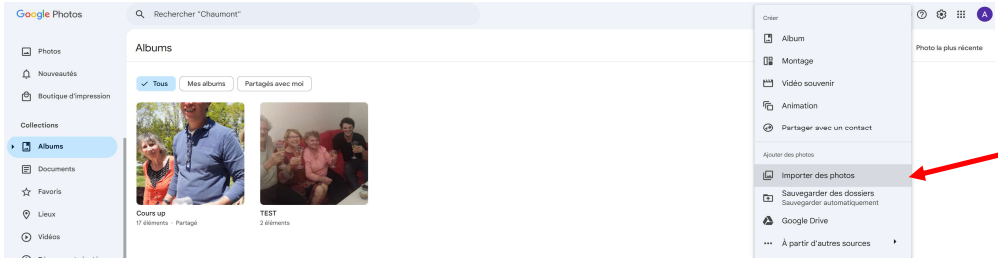 Google Photos
Rechercher "Chaumont"
A
Photos
Nouveautés
Boutique d'impression
Collections
Albums
Documents
Favoris
Lieux
Vidéos
Albums
Photo la plus récente
Tous
Mes albums
Partagés avec moi
Cours up
17 éléments · Partagé
TEST
2 éléments
Créer
Album
Montage
Vidéo souvenir
Animation
Partager avec un contact
Ajouter des photos
Importer des photos
Sauvegarder des dossiers
Sauvegarder automatiquement
Google Drive
À partir d'autres sources